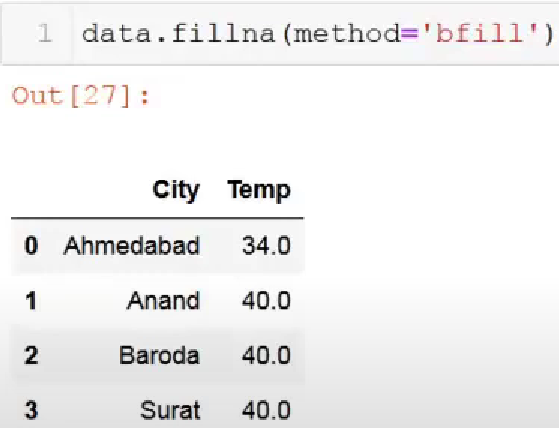 1 data.fillna(method='bfill')
Out[27]:
City Temp
0 Ahmedabad 34.0
1 Anand 40.0
2 Baroda 40.0
3 Surat 40.0